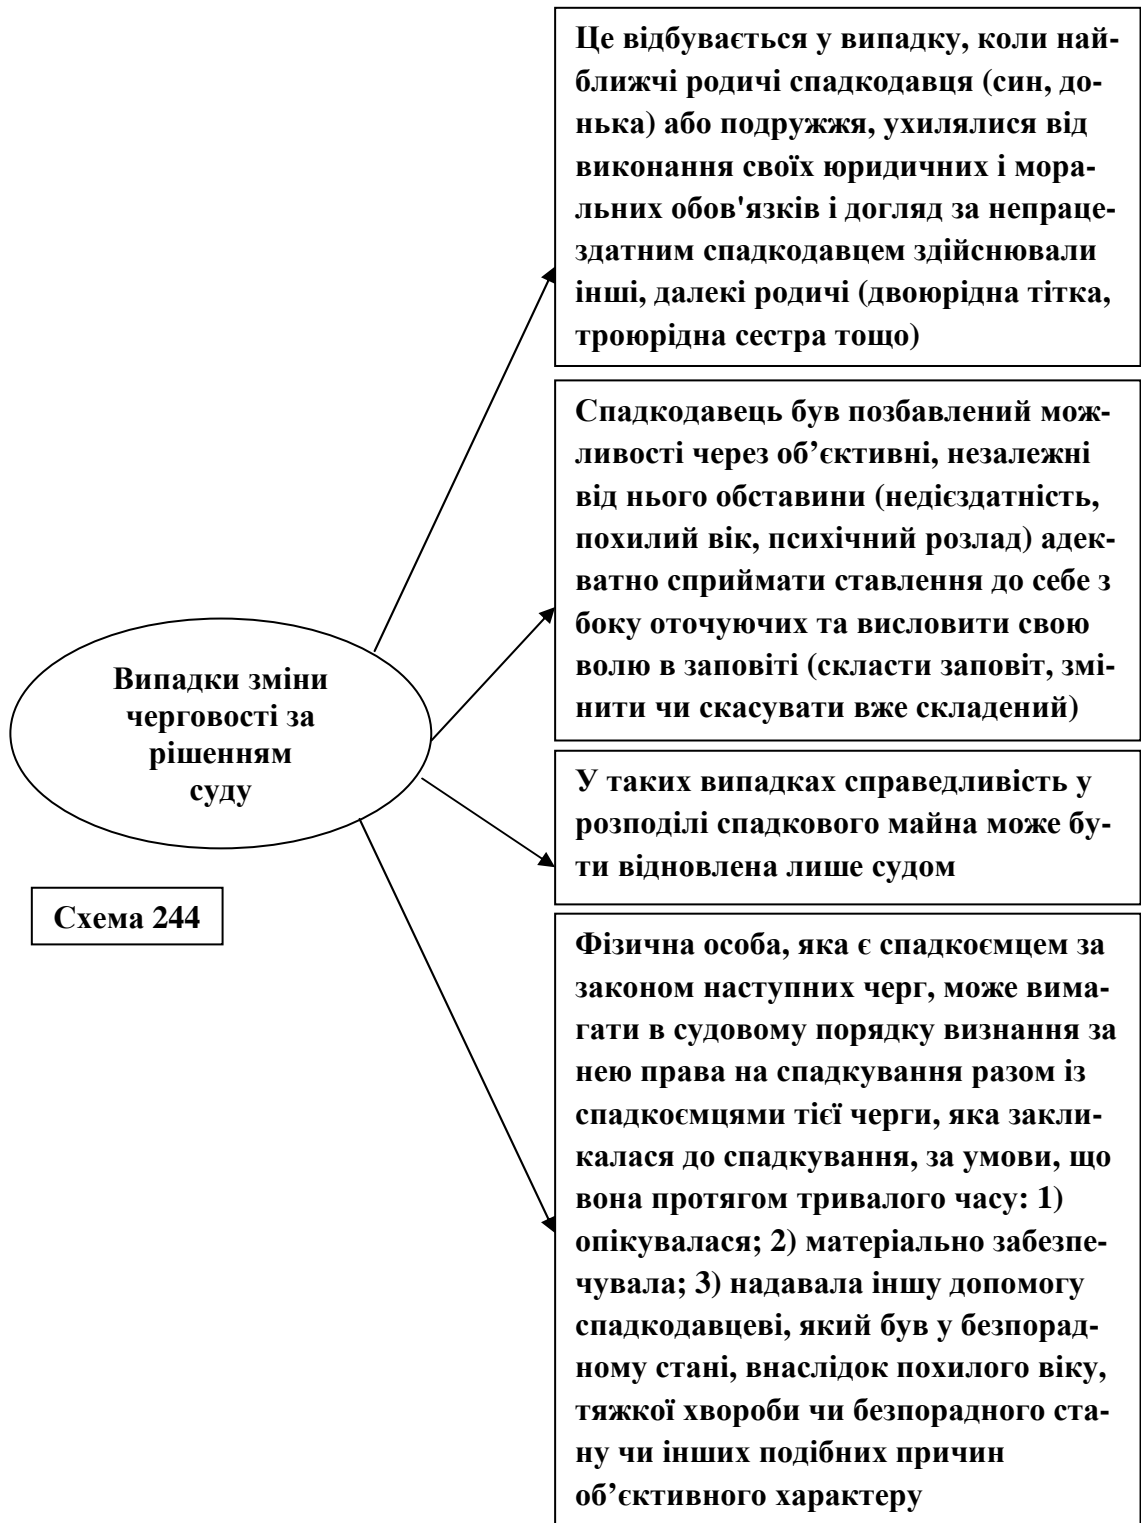 Це відбувається у випадку, коли най-
ближчі родичі спадкодавця (син, до-
нька) або подружжя, ухилялися від
виконання своїх юридичних і мора-
льних обов'язків і догляд за непраце-
здатним спадкодавцем здійснювали
інші, далекі родичі (двоюрідна тітка,
троюрідна сестра тощо)
Спадкодавець був позбавлений мож-
ливості через об’єктивні, незалежні
від нього обставини (недієздатність,
похилий вік, психічний розлад) адек-
ватно сприймати ставлення до себе з
боку оточуючих та висловити свою
волю в заповіті (скласти заповіт, змі-
нити чи скасувати вже складений)
Випадки зміни
черговості за
рішенням
суду
У таких випадках справедливість у
розподілі спадкового майна може бу-
ти відновлена лише судом
Схема 244
Фізична особа, яка є спадкоємцем за
законом наступних черг, може вима-
гати в судовому порядку визнання за
нею права на спадкування разом із
спадкоємцями тієї черги, яка закли-
калася до спадкування, за умови, що
вона протягом тривалого часу: 1)
опікувалася; 2) матеріально забезпе-
чувала; 3) надавала іншу допомогу
спадкодавцеві, який був у безпорад-
ному стані, внаслідок похилого віку,
тяжкої хвороби чи безпорадного ста-
ну чи інших подібних причин
об’єктивного характеру